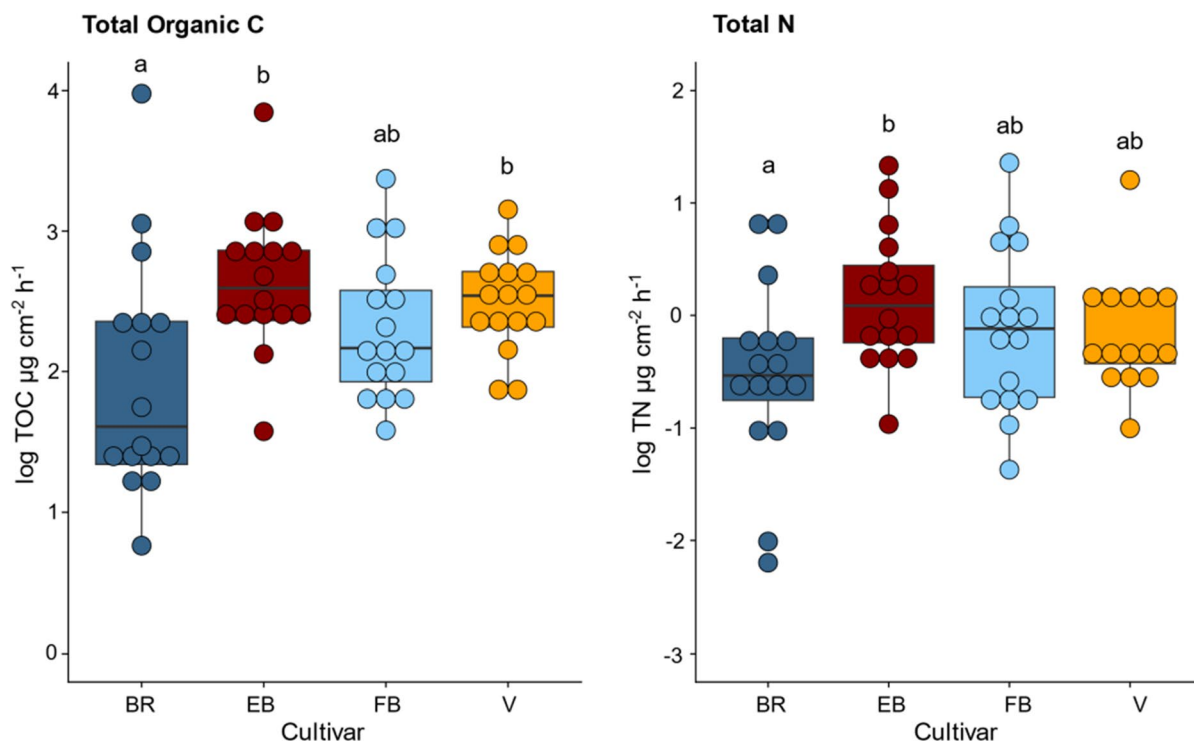 Total Organic C
a
b
ab
b
4
3
2
1
0
log TOC µg cm⁻² h⁻¹
BR EB FB V
Cultivar
Total N
a
b
ab
ab
2
1
0
-1
-2
-3
log TN µg cm⁻² h⁻¹
BR EB FB V
Cultivar